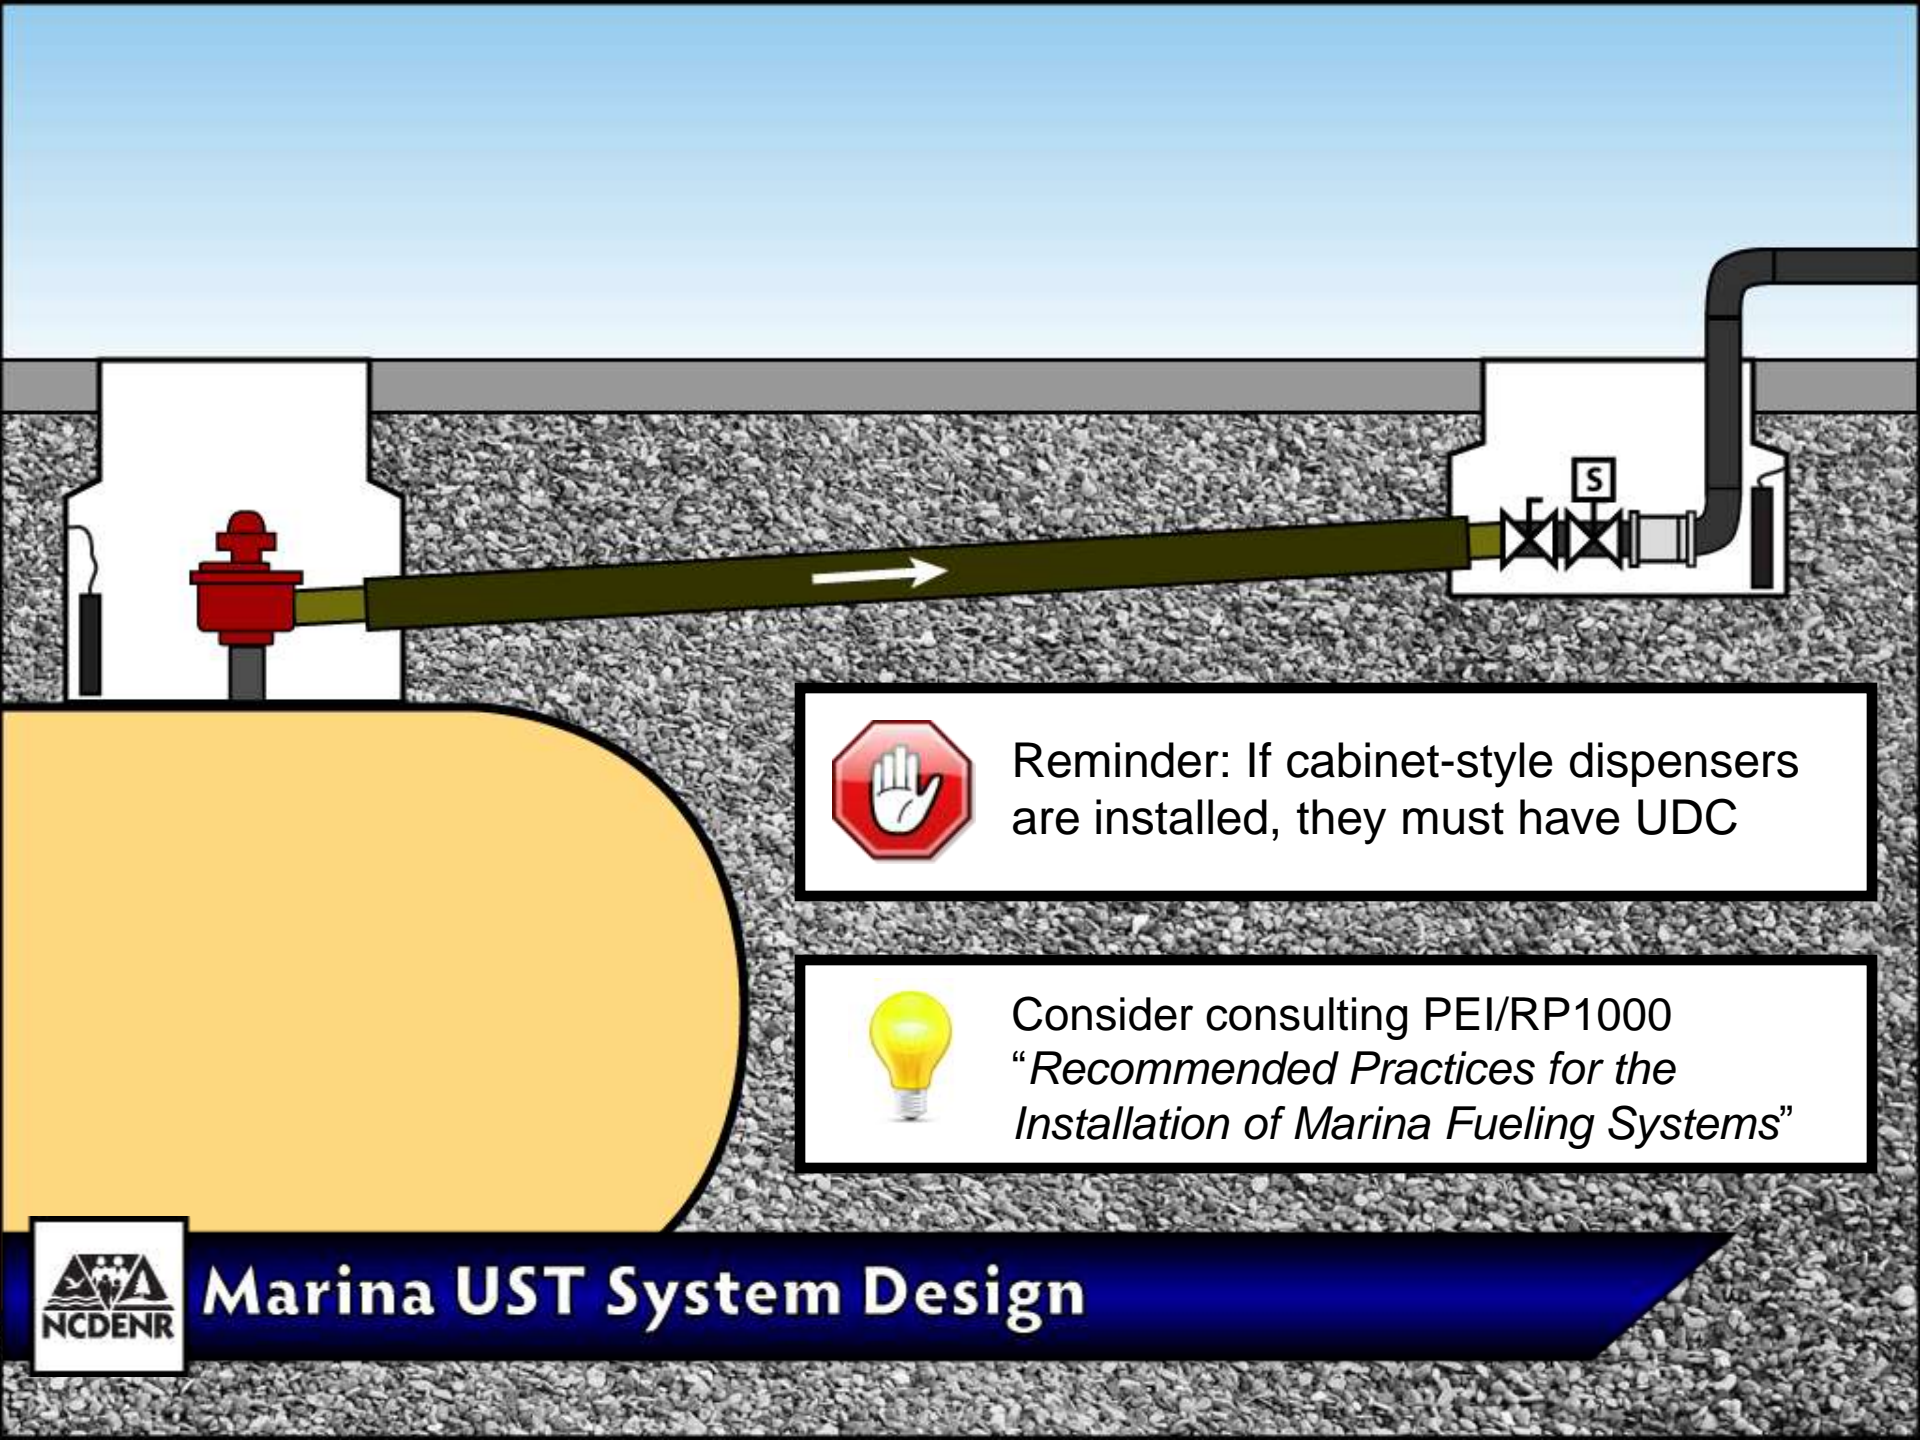 S
Reminder: If cabinet-style dispensers
are installed, they must have UDC
Consider consulting PEI/RP1000
“Recommended Practices for the
Installation of Marina Fueling Systems”
NCDENR
Marina UST System Design